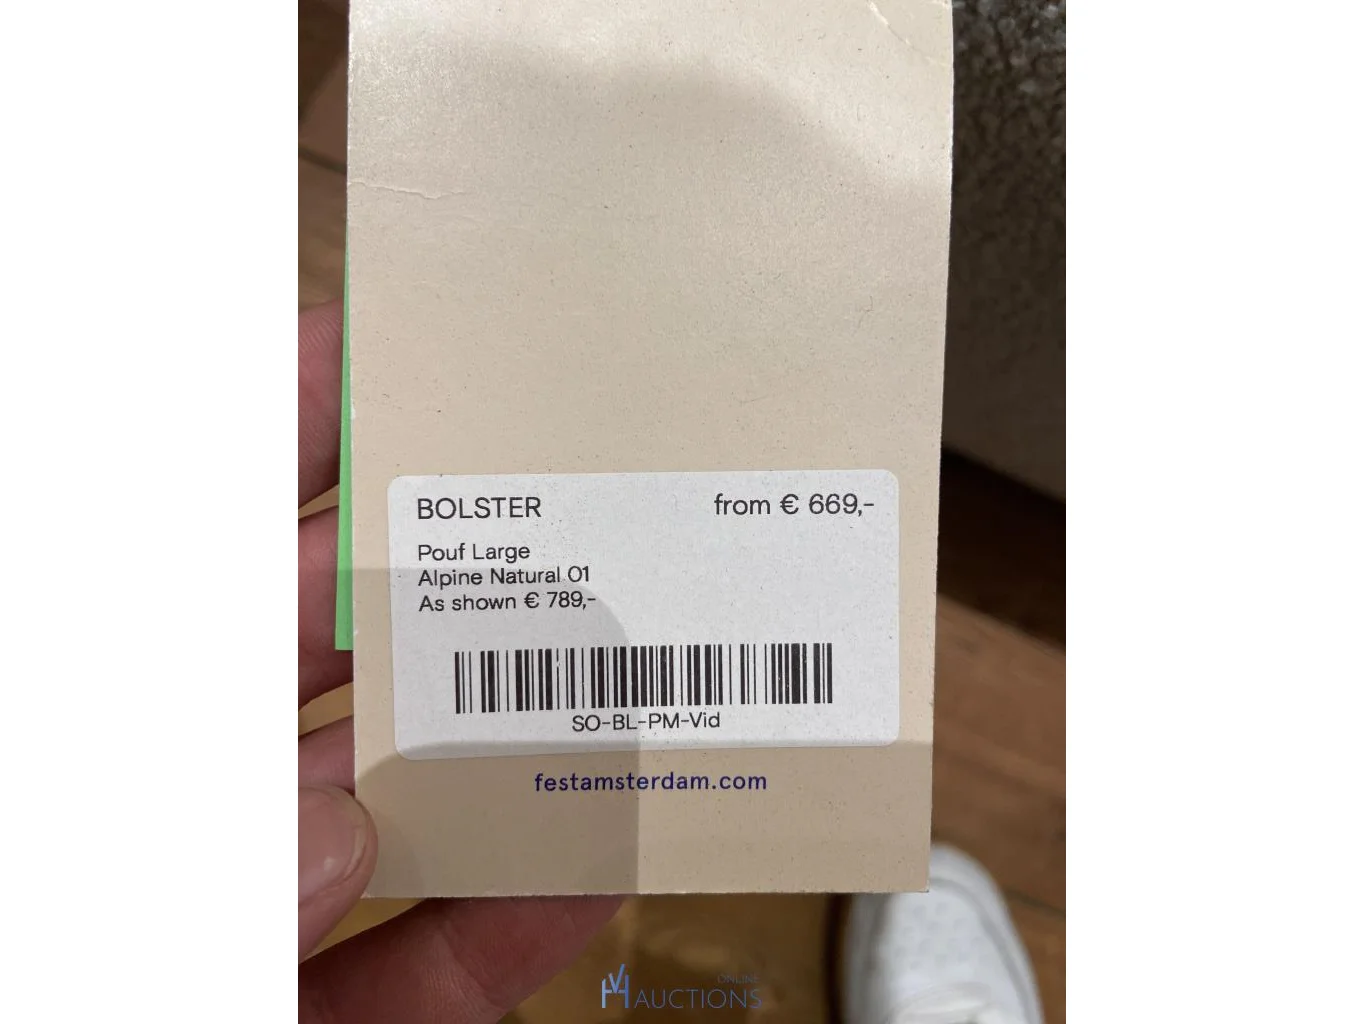 BOLSTER from € 669,-
Pouf Large
Alpine Natural 01
As shown € 789,-
SO-BL-PM-Vid
festamsterdam.com
ONLINE
VH AUCTIONS